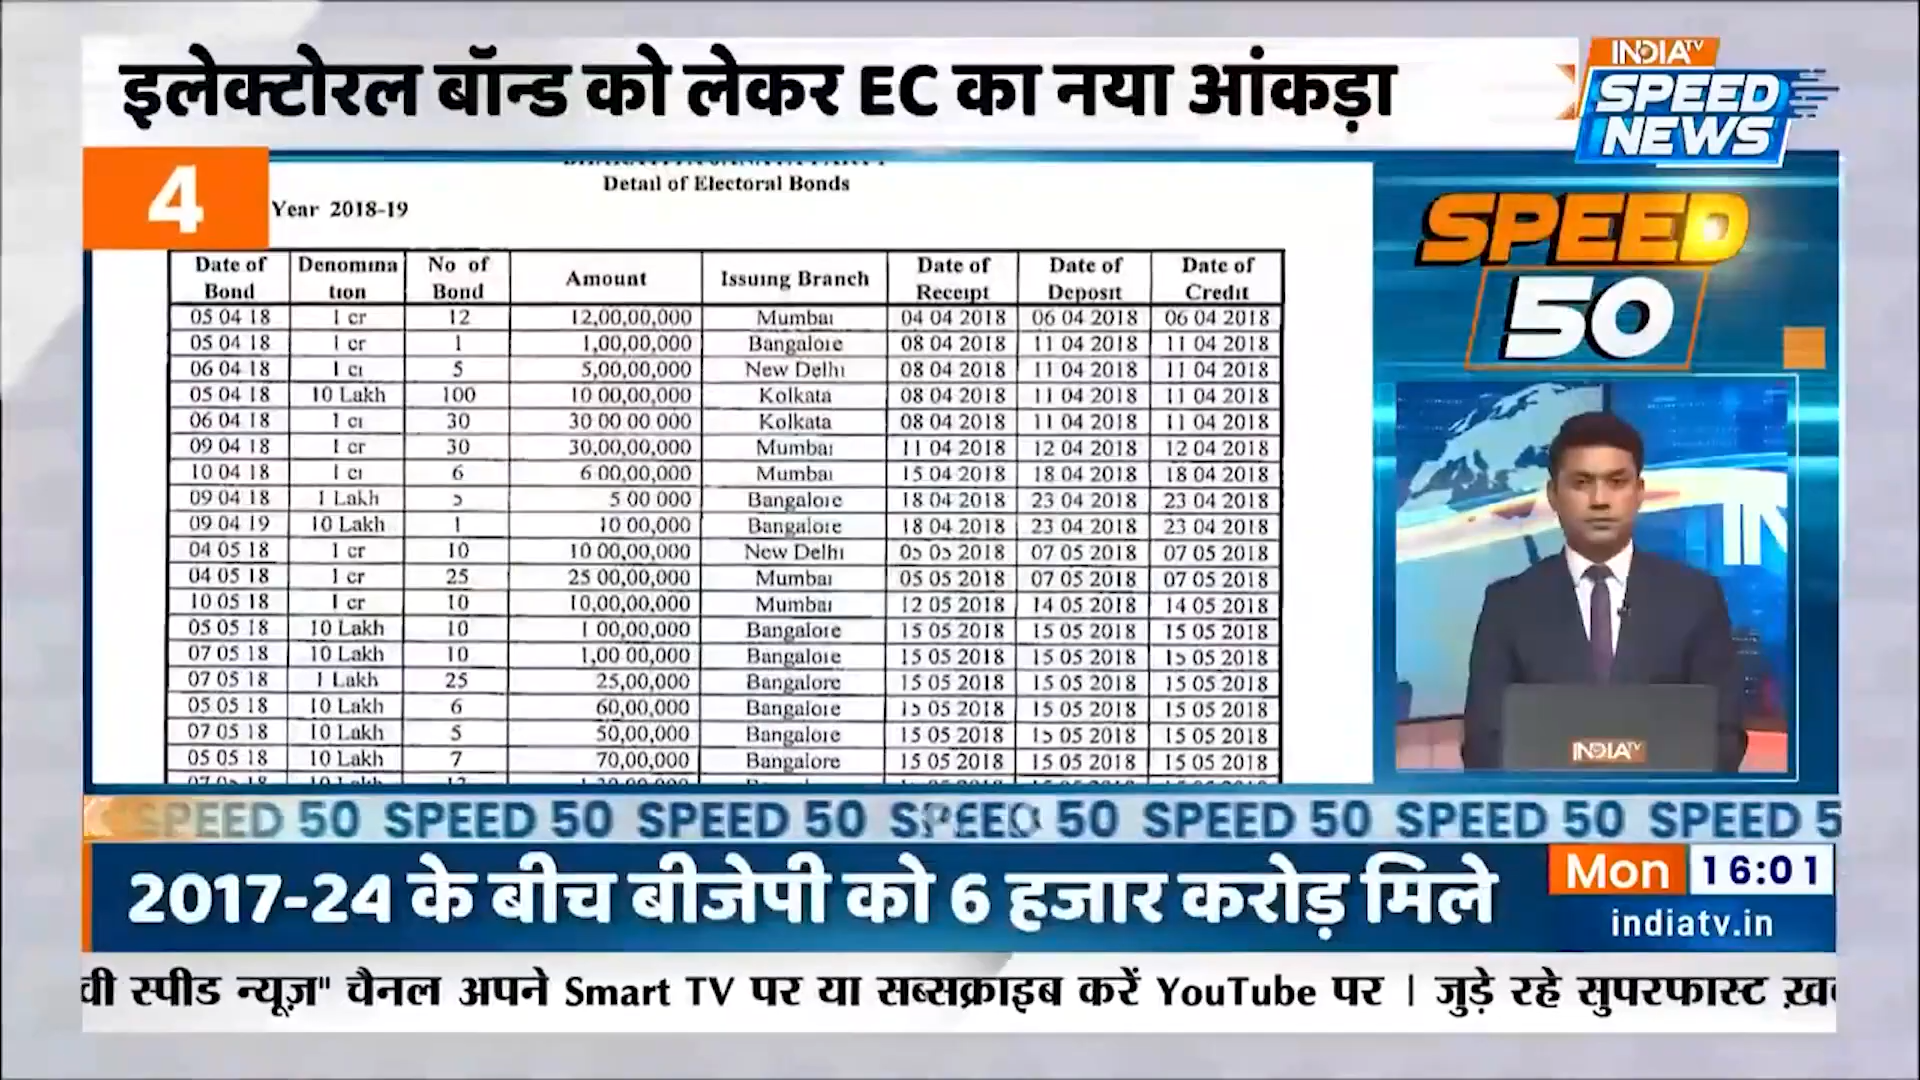 इलेक्टोरल बॉन्ड को लेकर EC का नया आंकड़ा
INDIA TV
SPEED
NEWS
4
Detail of Electoral Bonds
Year 2018-19
Date of Bond Denomina tion No of Bond Amount Issuing Branch Date of Receipt Date of Deposit Date of Credit
05 04 18 1 cr 12 12,00,00,000 Mumbai 04 04 2018 06 04 2018 06 04 2018
05 04 18 1 cr 1 1,00,00,000 Bangalore 08 04 2018 11 04 2018 11 04 2018
06 04 18 1 cr 5 5,00,00,000 New Delhi 08 04 2018 11 04 2018 11 04 2018
05 04 18 10 Lakh 100 10 00,00,000 Kolkata 08 04 2018 11 04 2018 11 04 2018
06 04 18 1 cr 30 30 00 00 000 Kolkata 08 04 2018 11 04 2018 11 04 2018
09 04 18 1 cr 30 30,00,00,000 Mumbai 11 04 2018 12 04 2018 12 04 2018
10 04 18 1 cr 6 6 00,00,000 Mumbai 15 04 2018 18 04 2018 18 04 2018
09 04 18 1 Lakh 5 5 00 000 Bangalore 18 04 2018 23 04 2018 23 04 2018
09 04 19 10 Lakh 1 10 00,000 Bangalore 18 04 2018 23 04 2018 23 04 2018
04 05 18 1 cr 10 10 00,00,000 New Delhi 05 05 2018 07 05 2018 07 05 2018
04 05 18 1 cr 25 25 00,00,000 Mumbai 05 05 2018 07 05 2018 07 05 2018
10 05 18 1 cr 10 10,00,00,000 Mumbai 12 05 2018 14 05 2018 14 05 2018
05 05 18 10 Lakh 10 1 00,00,000 Bangalore 15 05 2018 15 05 2018 15 05 2018
07 05 18 10 Lakh 10 1,00 00,000 Bangalore 15 05 2018 15 05 2018 15 05 2018
07 05 18 1 Lakh 25 25,00,000 Bangalore 15 05 2018 15 05 2018 15 05 2018
05 05 18 10 Lakh 6 60,00,000 Bangalore 15 05 2018 15 05 2018 15 05 2018
07 05 18 10 Lakh 5 50,00,000 Bangalore 15 05 2018 15 05 2018 15 05 2018
05 05 18 10 Lakh 7 70,00,000 Bangalore 15 05 2018 15 05 2018 15 05 2018
SPEED
50
INDIA TV
SPEED 50 SPEED 50 SPEED 50 SPEED 50 SPEED 50 SPEED 50 SPEED 5
2017-24 के बीच बीजेपी को 6 हजार करोड़ मिले
Mon 16:01
indiatv.in
वी स्पीड न्यूज़" चैनल अपने Smart TV पर या सब्सक्राइब करें YouTube पर | जुड़े रहे सुपरफास्ट ख़